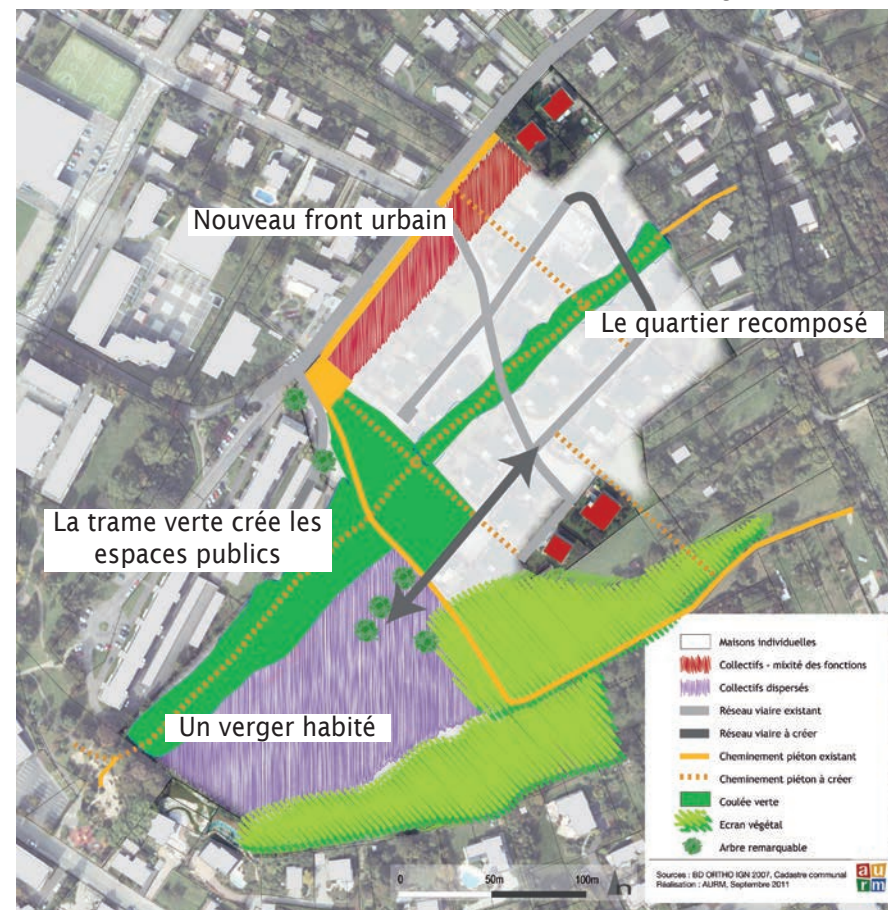 Nouveau front urbain
Le quartier recomposé
La trame verte crée les
espaces publics
Un verger habité
Maisons individuelles
Collectifs - mixité des fonctions
Collectifs dispersés
Réseau viaire existant
Réseau viaire à créer
Cheminement piéton existant
Cheminement piéton à créer
Coulée verte
Ecran végétal
Arbre remarquable
0 50m 100m
Sources : BD ORTHO IGN 2007, Cadastre communal
Réalisation : AURM, Septembre 2011
au
rm